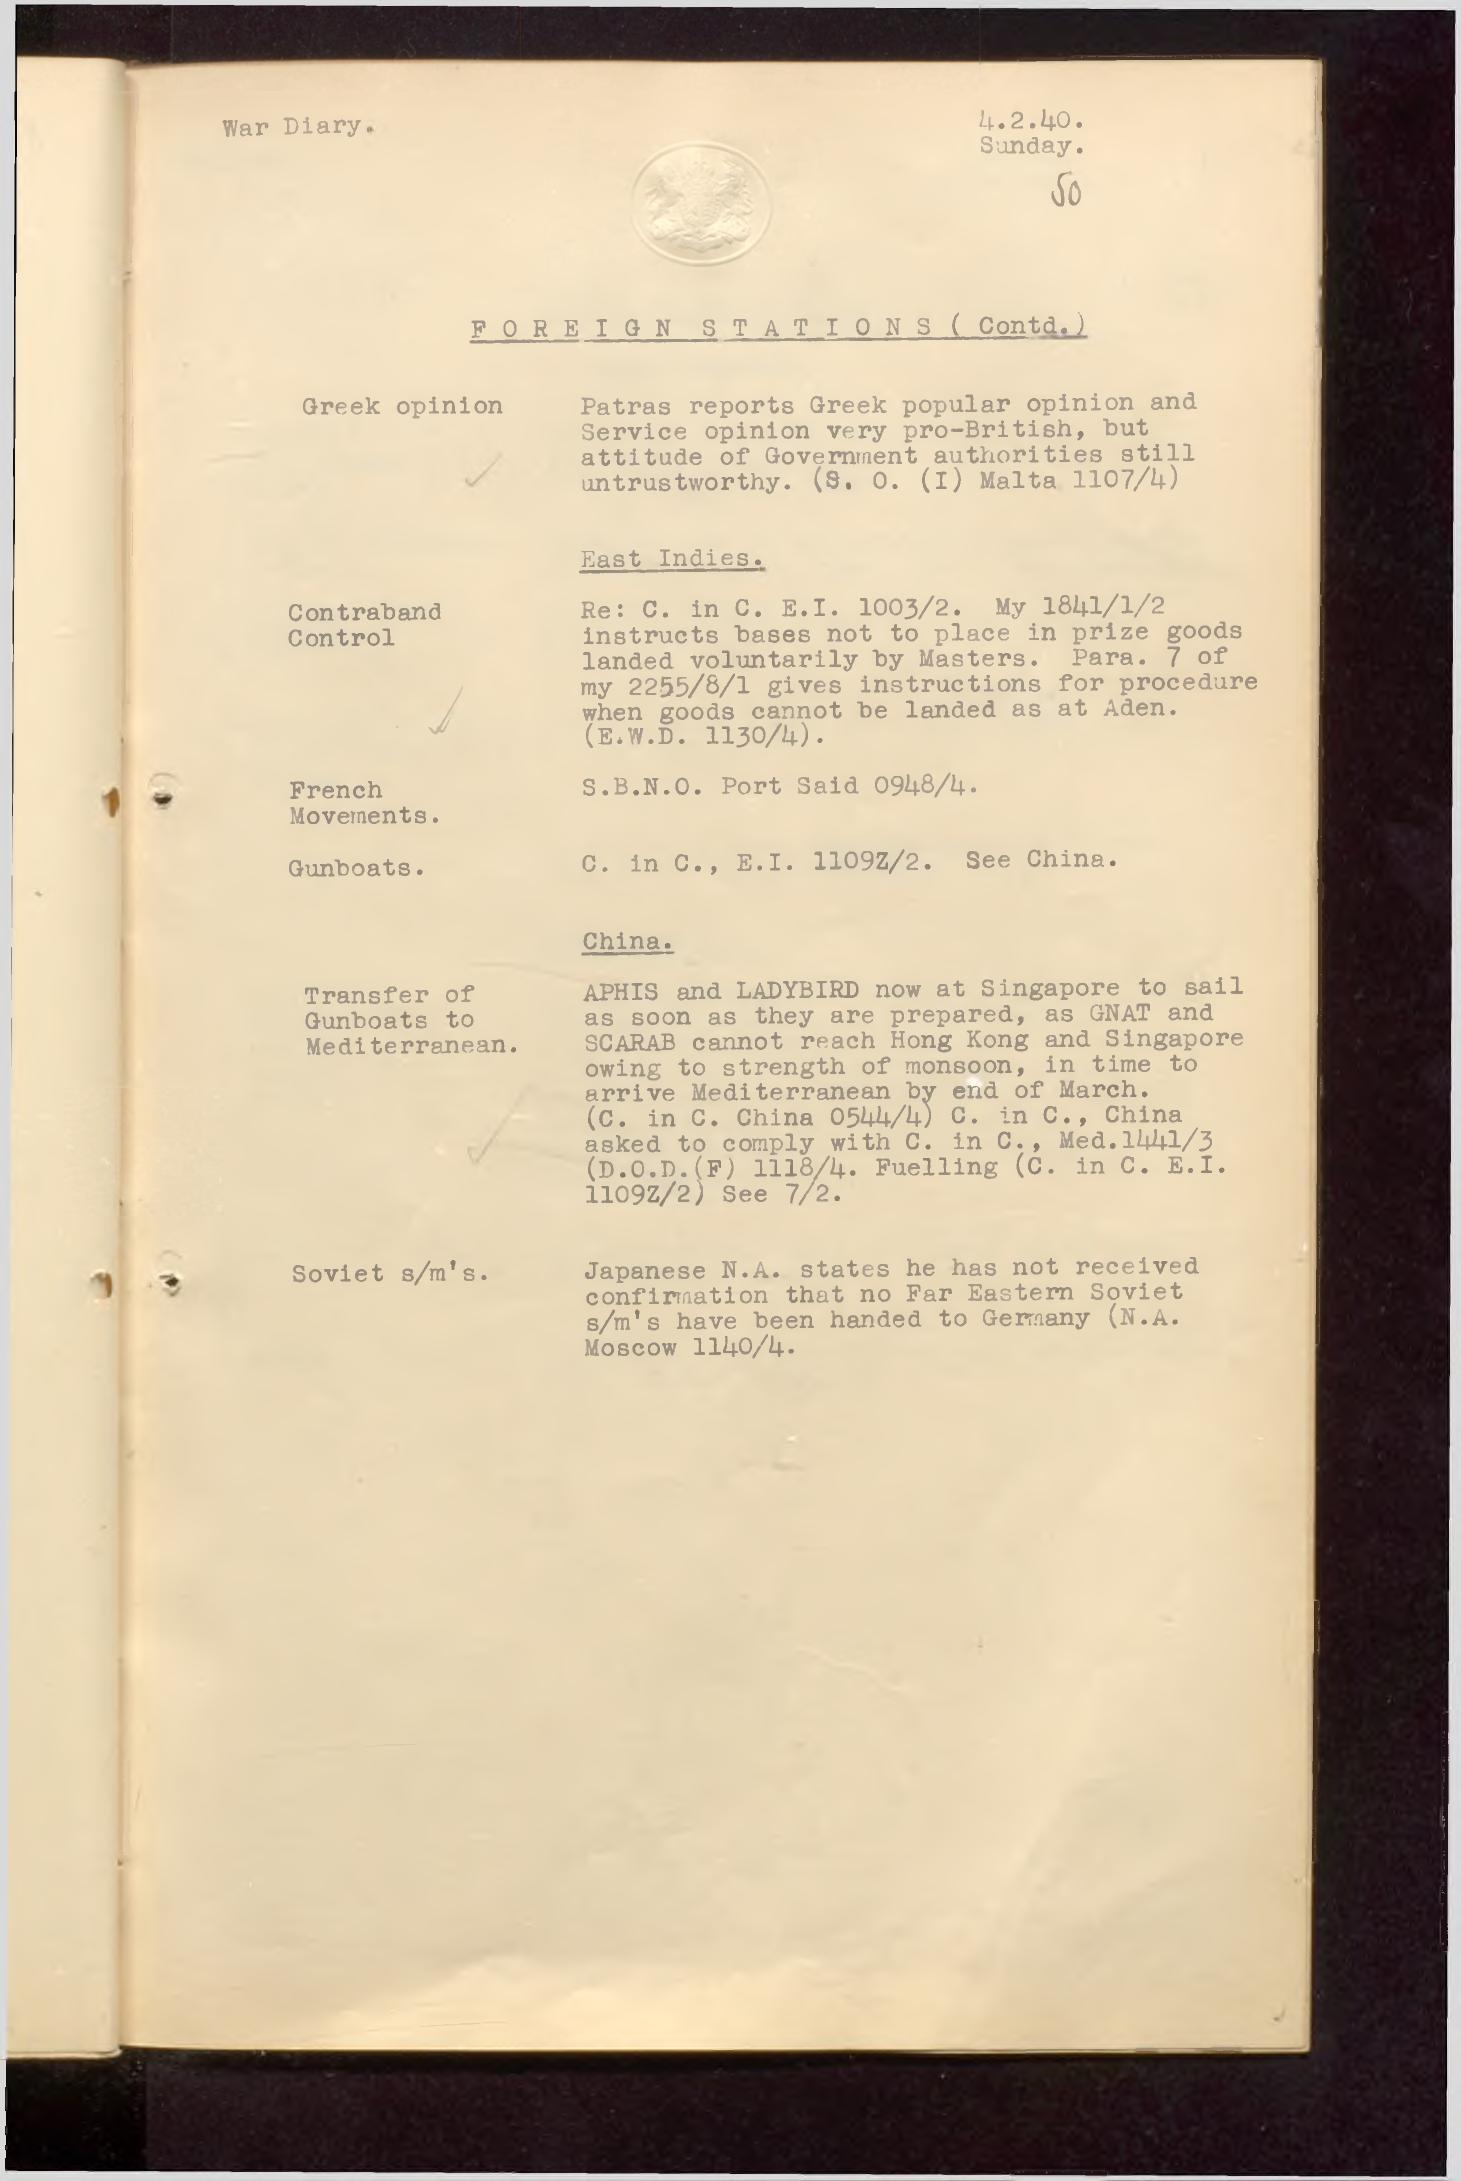 War Diary.
4.2.40.
Sunday.
50
FOREIGN STATIONS (Contd.)
Greek opinion
Patras reports Greek popular opinion and
Service opinion very pro-British, but
attitude of Government authorities still
untrustworthy. (S. O. (I) Malta 1107/4)
East Indies.
Contraband
Control
Re: C. in C. E.I. 1003/2. My 1841/1/2
instructs bases not to place in prize goods
landed voluntarily by Masters. Para. 7 of
my 2255/8/1 gives instructions for procedure
when goods cannot be landed as at Aden.
(E.W.D. 1130/4).
French
Movements.
S.B.N.O. Port Said 0948/4.
Gunboats.
C. in C., E.I. 1109Z/2. See China.
China.
Transfer of
Gunboats to
Mediterranean.
APHIS and LADYBIRD now at Singapore to sail
as soon as they are prepared, as GNAT and
SCARAB cannot reach Hong Kong and Singapore
owing to strength of monsoon, in time to
arrive Mediterranean by end of March.
(C. in C. China 0544/4) C. in C., China
asked to comply with C. in C., Med.1441/3
(D.O.D.(F) 1118/4. Fuelling (C. in C. E.I.
1109Z/2) See 7/2.
Soviet s/m's.
Japanese N.A. states he has not received
confirmation that no Far Eastern Soviet
s/m's have been handed to Germany (N.A.
Moscow 1140/4.